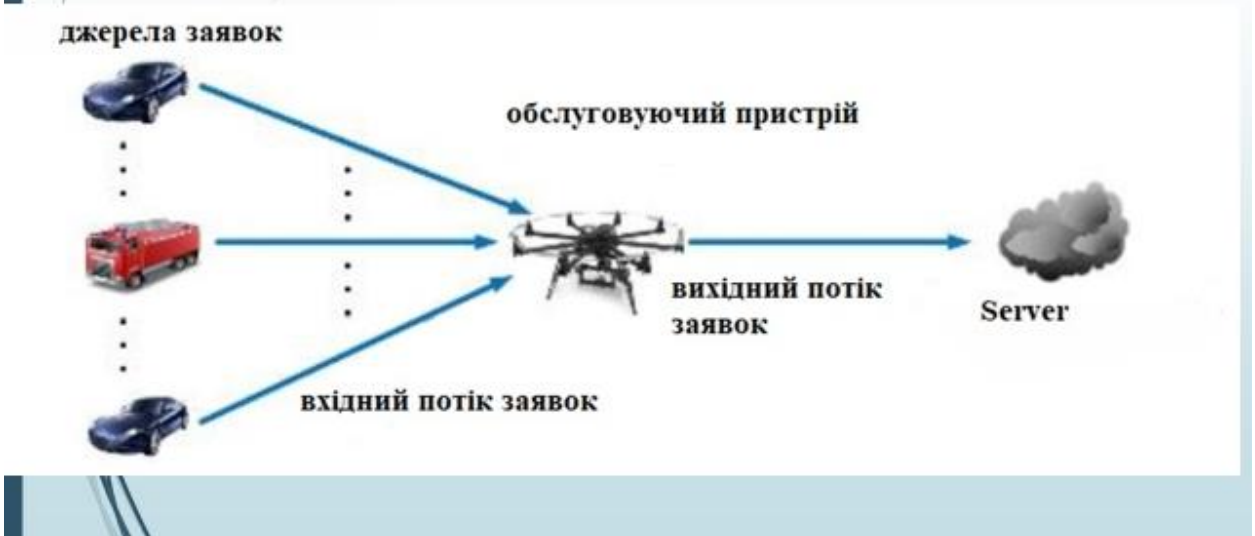 джерела заявок
обслуговуючий пристрій
вихідний потік
заявок
Server
вхідний потік заявок